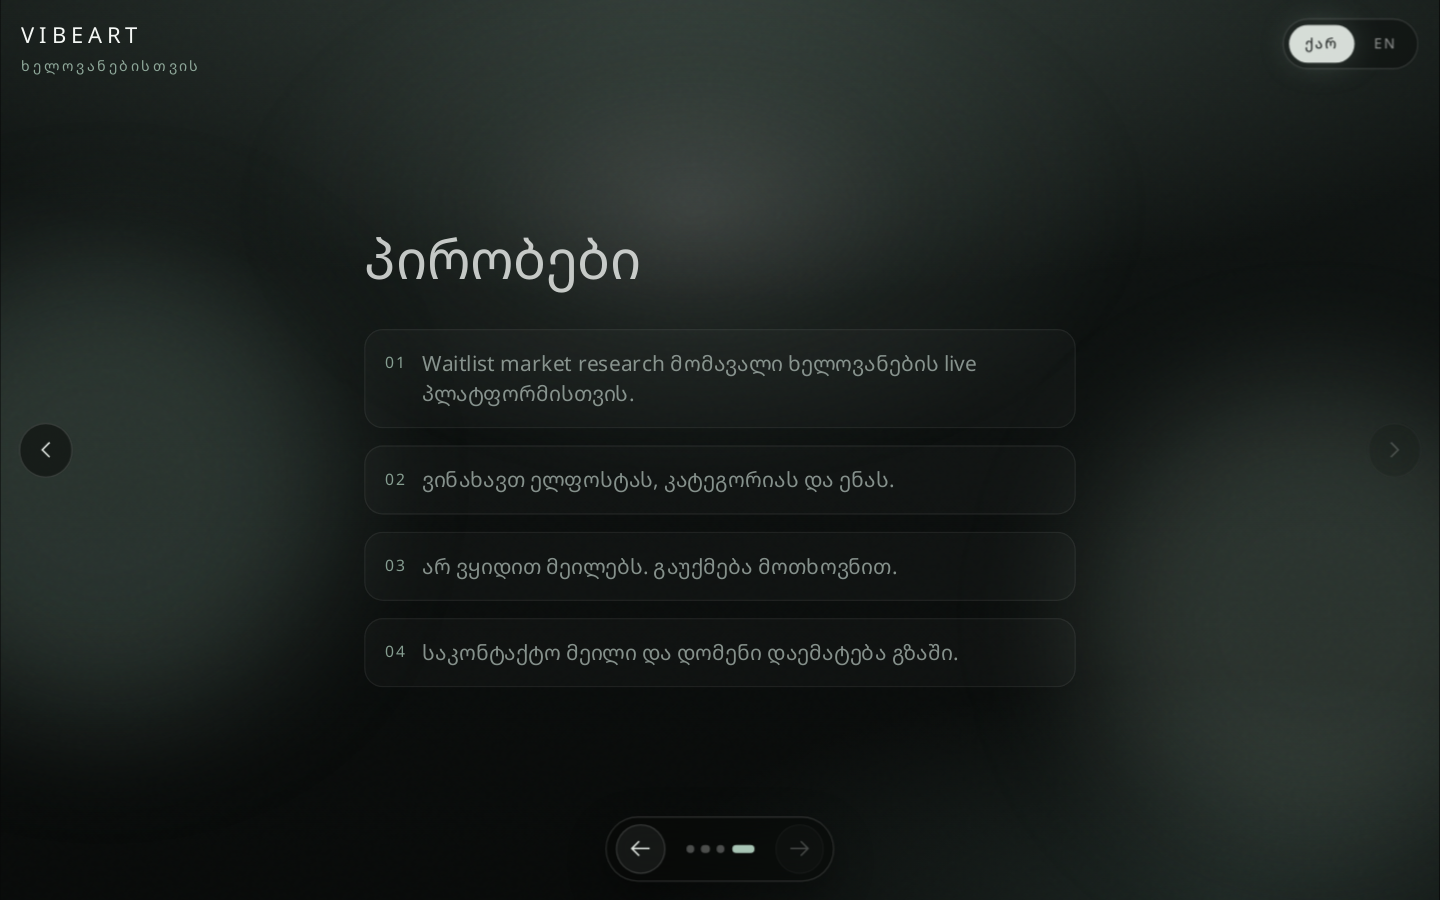 VIBEART
ხელოვანებისთვის
ქარ
EN
პირობები
01
Waitlist market research მომავალი ხელოვანების live
პლატფორმისთვის.
02
ვინახავთ ელფოსტას, კატეგორიას და ენას.
03
არ ვყიდით მეილებს. გაუქმება მოთხოვნით.
04
საკონტაქტო მეილი და დომენი დაემატება გზაში.